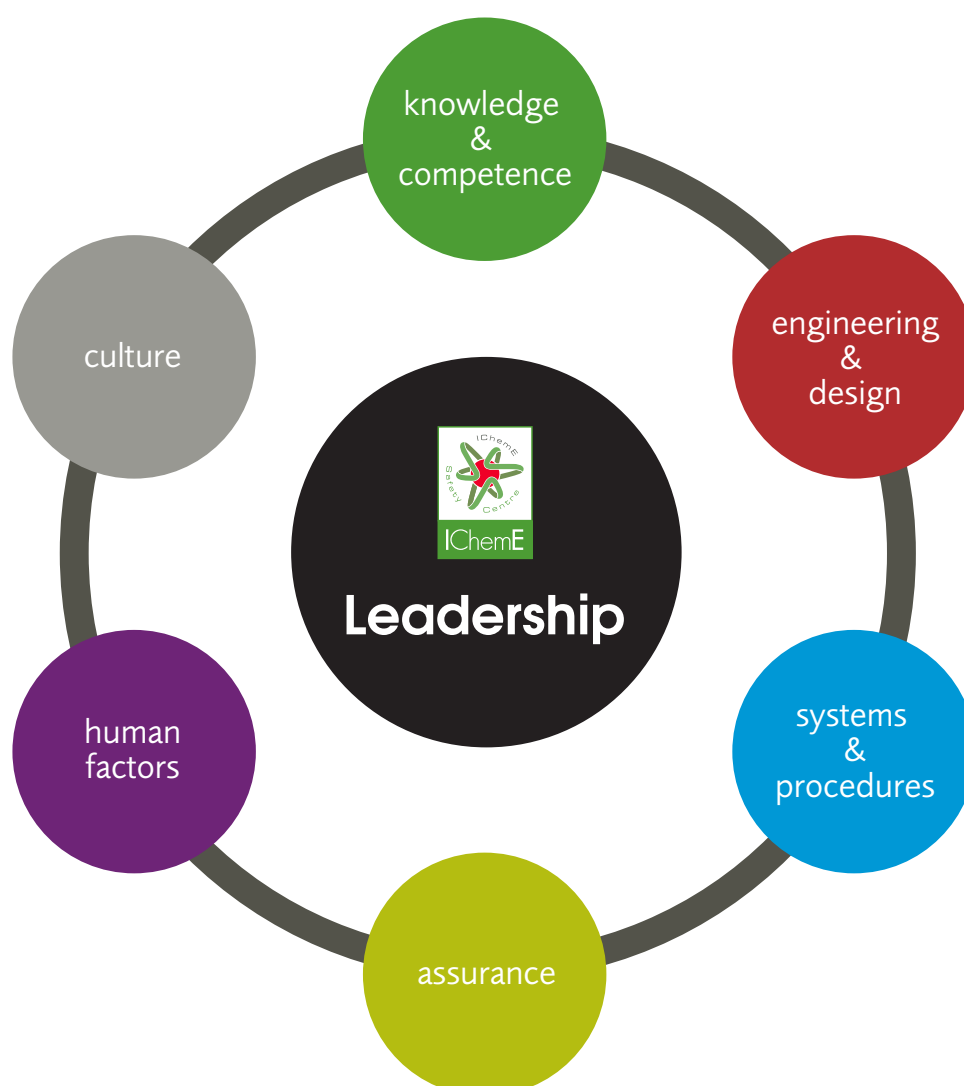 knowledge
&
competence
engineering
&
design
systems
&
procedures
assurance
human
factors
culture
IChemE
Safety
Centre
IChemE
Leadership